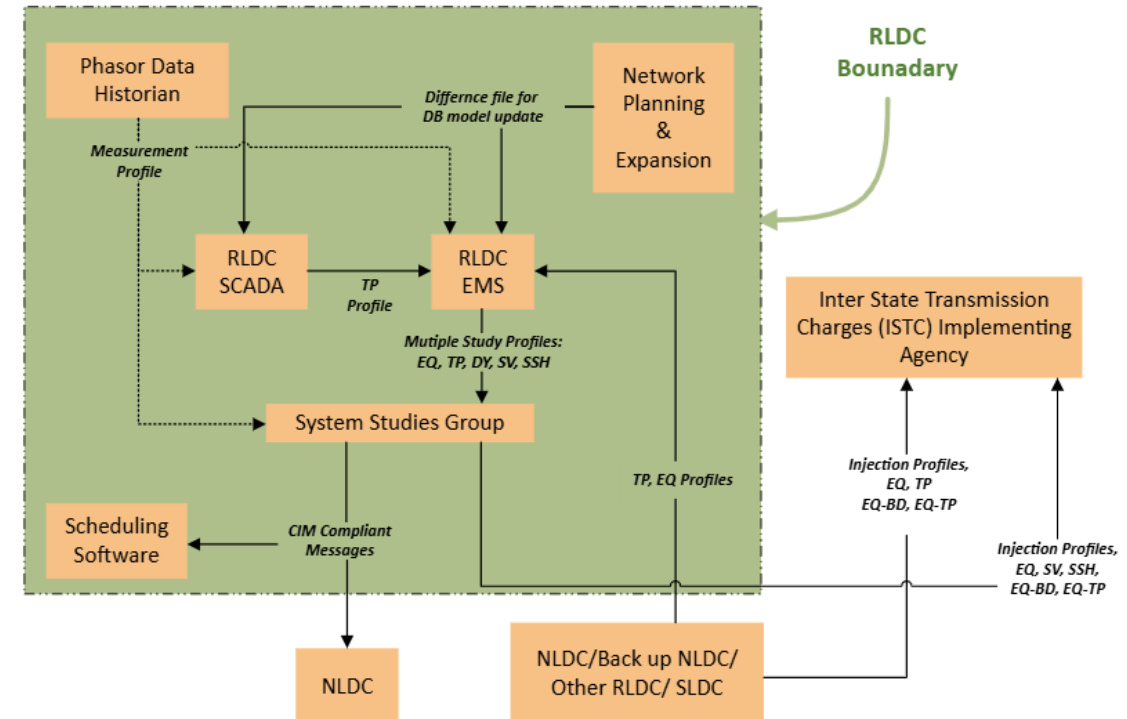 RLDC
Bounadary
Phasor Data
Historian
Network
Planning
&
Expansion
Differnce file for
DB model update
Measurement
Profile
RLDC
SCADA
TP
Profile
RLDC
EMS
Inter State Transmission
Charges (ISTC) Implementing
Agency
Mutiple Study Profiles:
EQ, TP, DY, SV, SSH
System Studies Group
TP, EQ Profiles
Injection Profiles,
EQ, TP
EQ-BD, EQ-TP
Scheduling
Software
CIM Compliant
Messages
Injection Profiles,
EQ, SV, SSH,
EQ-BD, EQ-TP
NLDC
NLDC/Back up NLDC/
Other RLDC/ SLDC